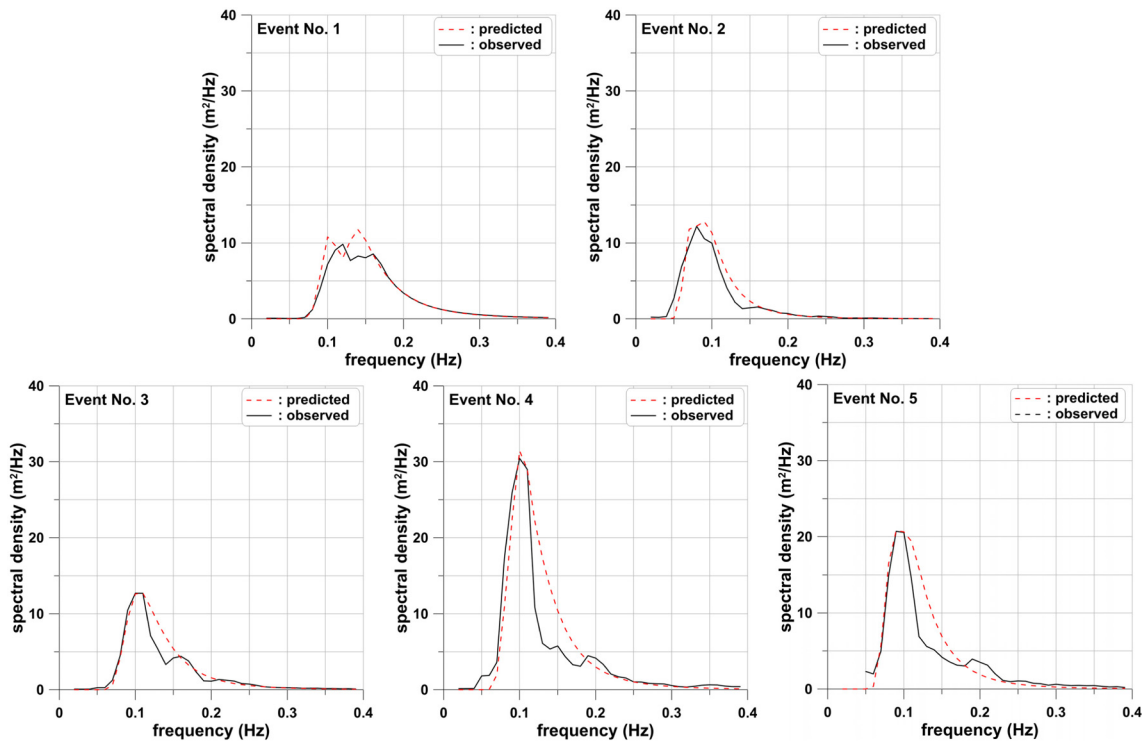 Event No. 1
: predicted
: observed
40
30
20
10
0
spectral density (m²/Hz)
0 0.1 0.2 0.3 0.4
frequency (Hz)
Event No. 2
: predicted
: observed
40
30
20
10
0
spectral density (m²/Hz)
0 0.1 0.2 0.3 0.4
frequency (Hz)
Event No. 3
: predicted
: observed
40
30
20
10
0
spectral density (m²/Hz)
0 0.1 0.2 0.3 0.4
frequency (Hz)
Event No. 4
: predicted
: observed
40
30
20
10
0
spectral density (m²/Hz)
0 0.1 0.2 0.3 0.4
frequency (Hz)
Event No. 5
: predicted
: observed
40
30
20
10
0
spectral density (m²/Hz)
0 0.1 0.2 0.3 0.4
frequency (Hz)